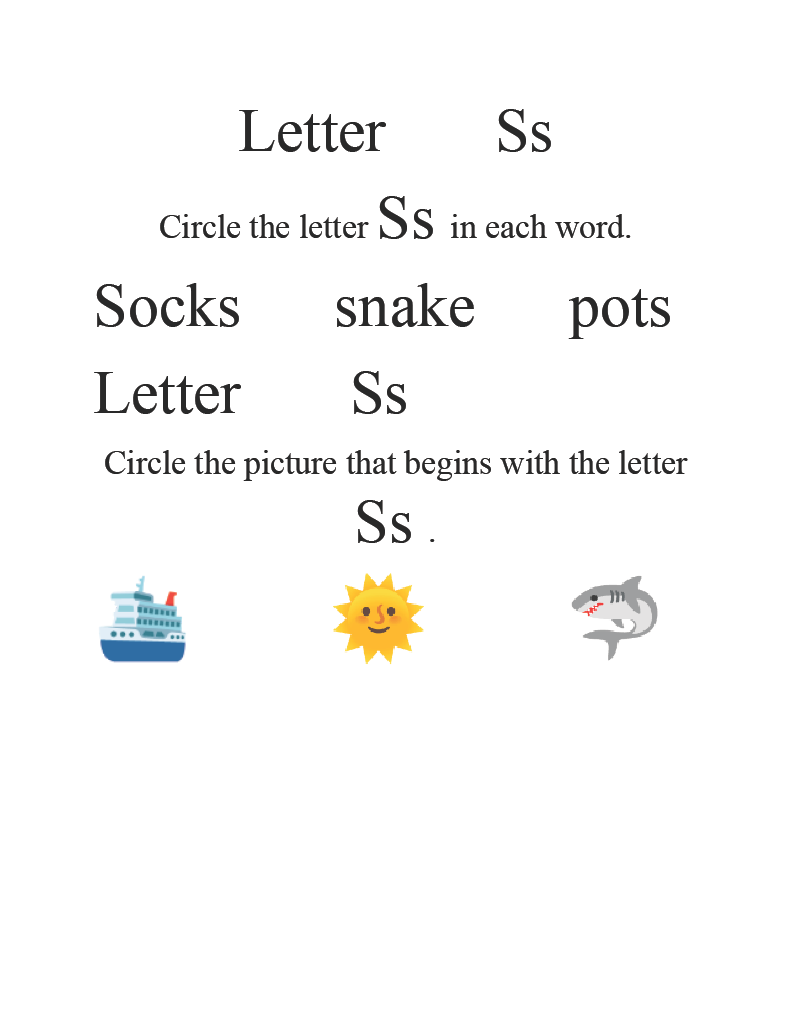 Letter Ss
Circle the letter Ss in each word.
Socks snake pots
Letter Ss
Circle the picture that begins with the letter
Ss .